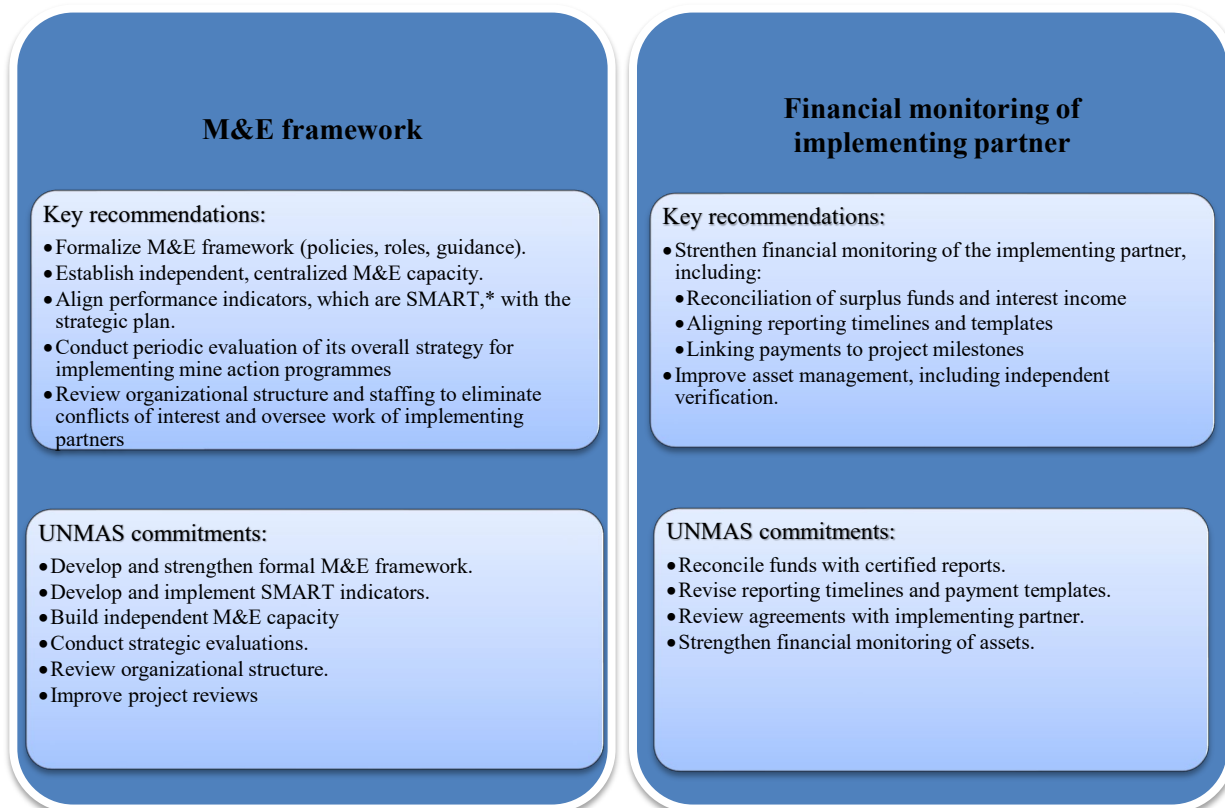 M&E framework
Key recommendations:
•Formalize M&E framework (policies, roles, guidance).
•Establish independent, centralized M&E capacity.
•Align performance indicators, which are SMART,* with the
strategic plan.
•Conduct periodic evaluation of its overall strategy for
implementing mine action programmes
•Review organizational structure and staffing to eliminate
conflicts of interest and oversee work of implementing
partners
UNMAS commitments:
•Develop and strengthen formal M&E framework.
•Develop and implement SMART indicators.
•Build independent M&E capacity
•Conduct strategic evaluations.
•Review organizational structure.
•Improve project reviews
Financial monitoring of
implementing partner
Key recommendations:
•Strenthen financial monitoring of the implementing partner,
including:
•Reconciliation of surplus funds and interest income
•Aligning reporting timelines and templates
•Linking payments to project milestones
•Improve asset management, including independent
verification.
UNMAS commitments:
•Reconcile funds with certified reports.
•Revise reporting timelines and payment templates.
•Review agreements with implementing partner.
•Strengthen financial monitoring of assets.